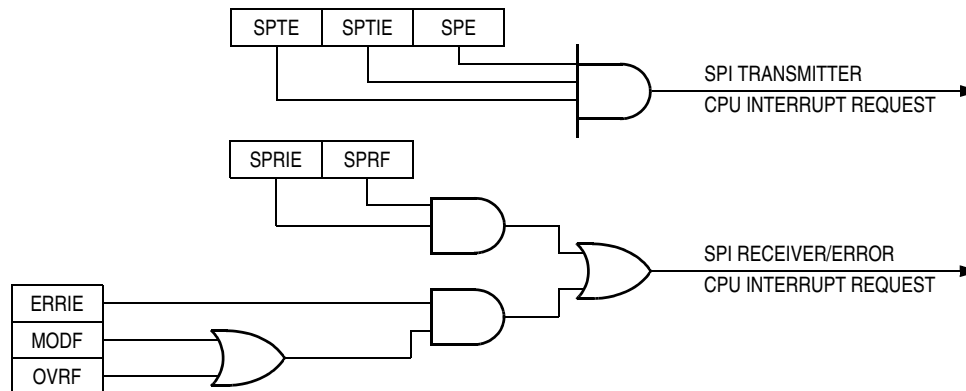 SPTE SPTIE SPE
SPI TRANSMITTER
CPU INTERRUPT REQUEST
SPRIE SPRF
SPI RECEIVER/ERROR
CPU INTERRUPT REQUEST
ERRIE
MODF
OVRF